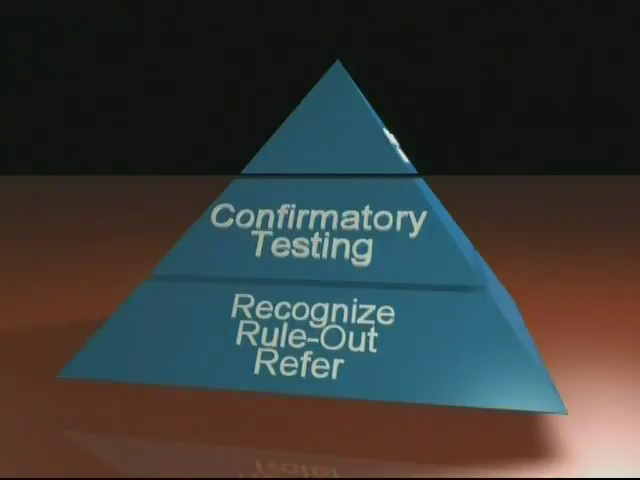 Confirmatory
Testing
Recognize
Rule-Out
Refer